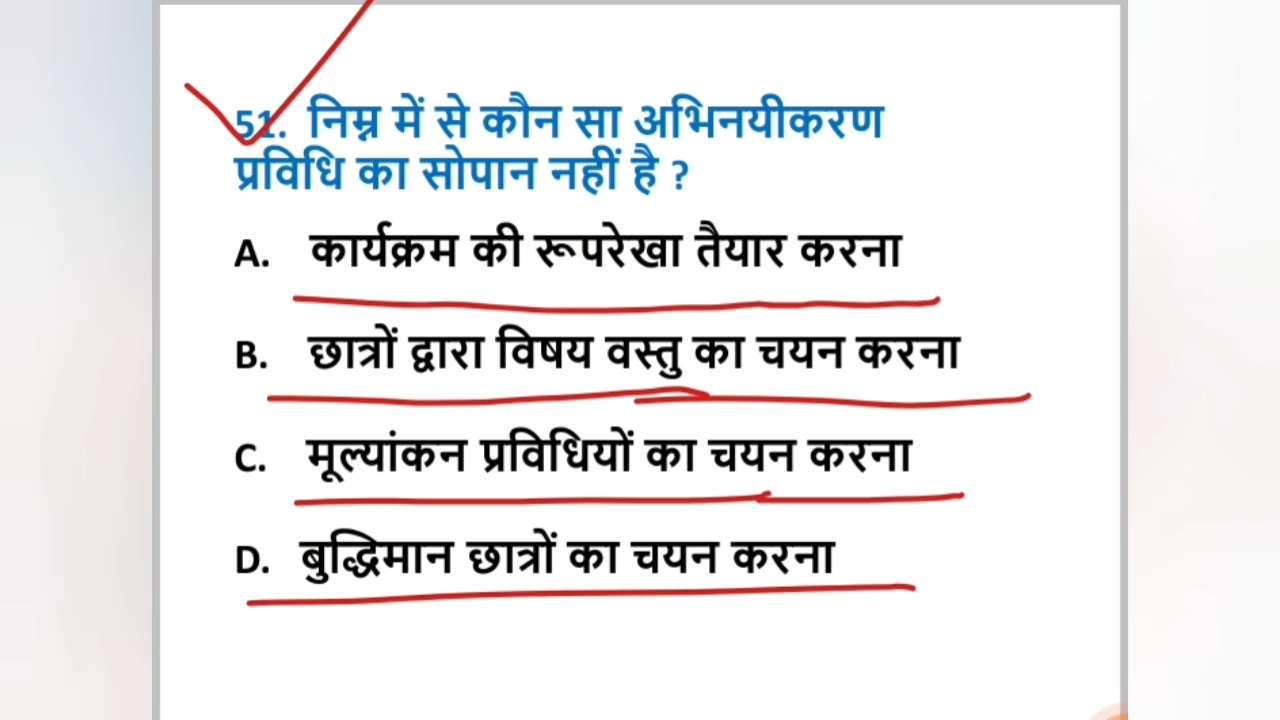 51. निम्न में से कौन सा अभिनयीकरण
प्रविधि का सोपान नहीं है ?
A. कार्यक्रम की रूपरेखा तैयार करना
B. छात्रों द्वारा विषय वस्तु का चयन करना
C. मूल्यांकन प्रविधियों का चयन करना
D. बुद्धिमान छात्रों का चयन करना